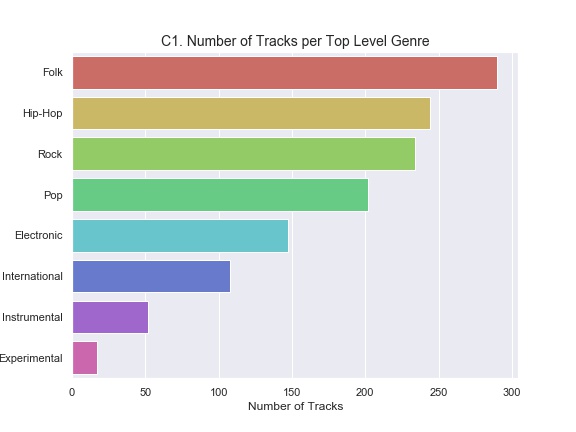 C1. Number of Tracks per Top Level Genre
Folk
Hip-Hop
Rock
Pop
Electronic
International
Instrumental
Experimental
0 50 100 150 200 250 300
Number of Tracks